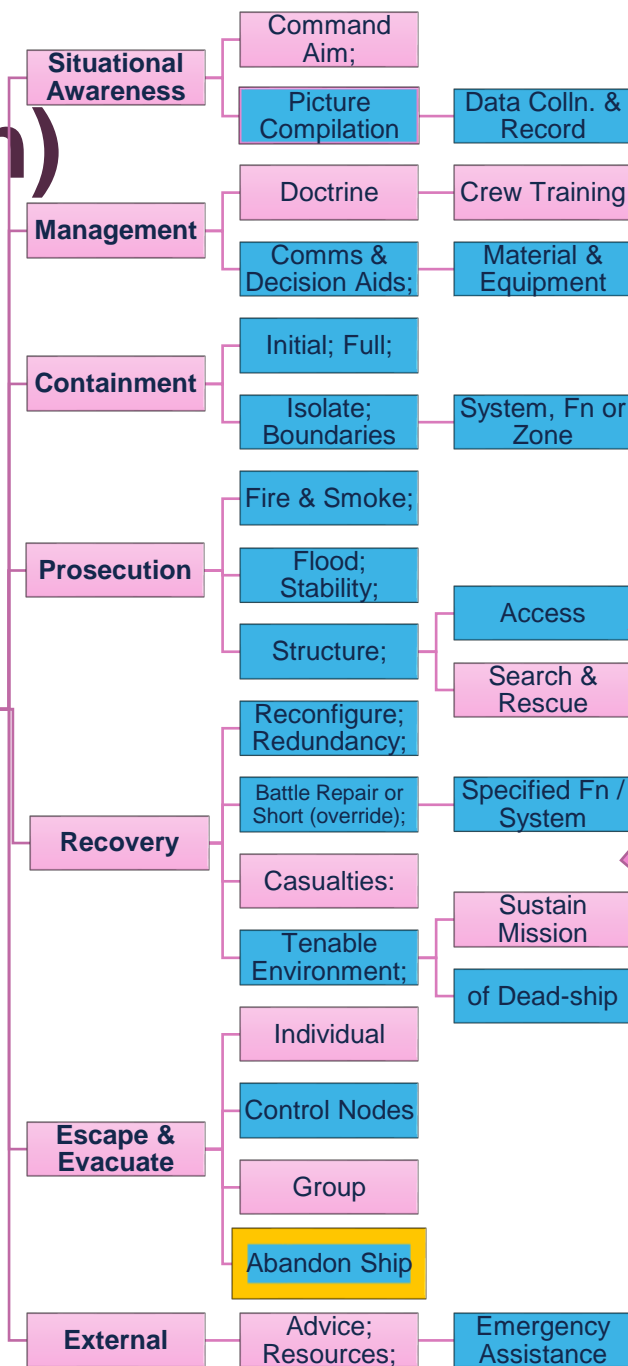 n)
Situational
Awareness
Command
Aim;
Picture
Compilation
Data Colln. &
Record
Management
Doctrine
Crew Training
Comms &
Decision Aids;
Material &
Equipment
Containment
Initial; Full;
Isolate;
Boundaries
System, Fn or
Zone
Prosecution
Fire & Smoke;
Flood;
Stability;
Structure;
Access
Search &
Rescue
Recovery
Reconfigure;
Redundancy;
Battle Repair or
Short (override);
Specified Fn /
System
Casualties:
Tenable
Environment;
Sustain
Mission
of Dead-ship
Escape &
Evacuate
Individual
Control Nodes
Group
Abandon Ship
External
Advice;
Resources;
Emergency
Assistance